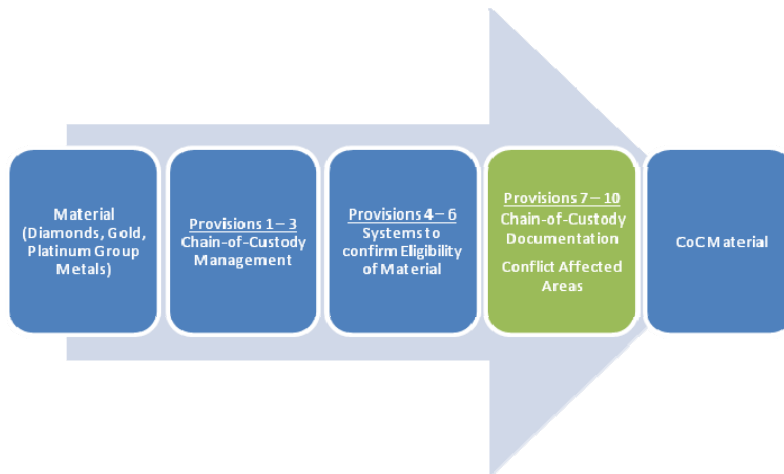 Material
(Diamonds, Gold,
Platinum Group
Metals)
Provisions 1 – 3
Chain-of-Custody
Management
Provisions 4 – 6
Systems to
confirm Eligibility
of Material
Provisions 7 – 10
Chain-of-Custody
Documentation
Conflict Affected
Areas
CoC Material